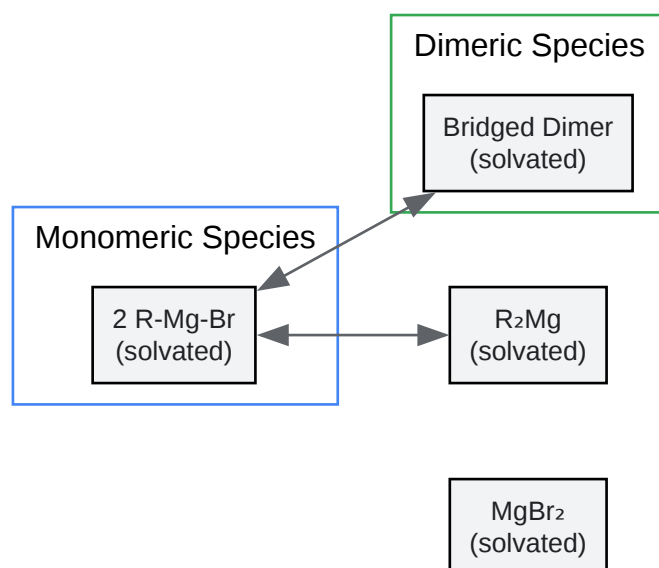 Dimeric Species
Bridged Dimer
(solvated)
Monomeric Species
2 R-Mg-Br
(solvated)
R₂Mg
(solvated)
MgBr₂
(solvated)